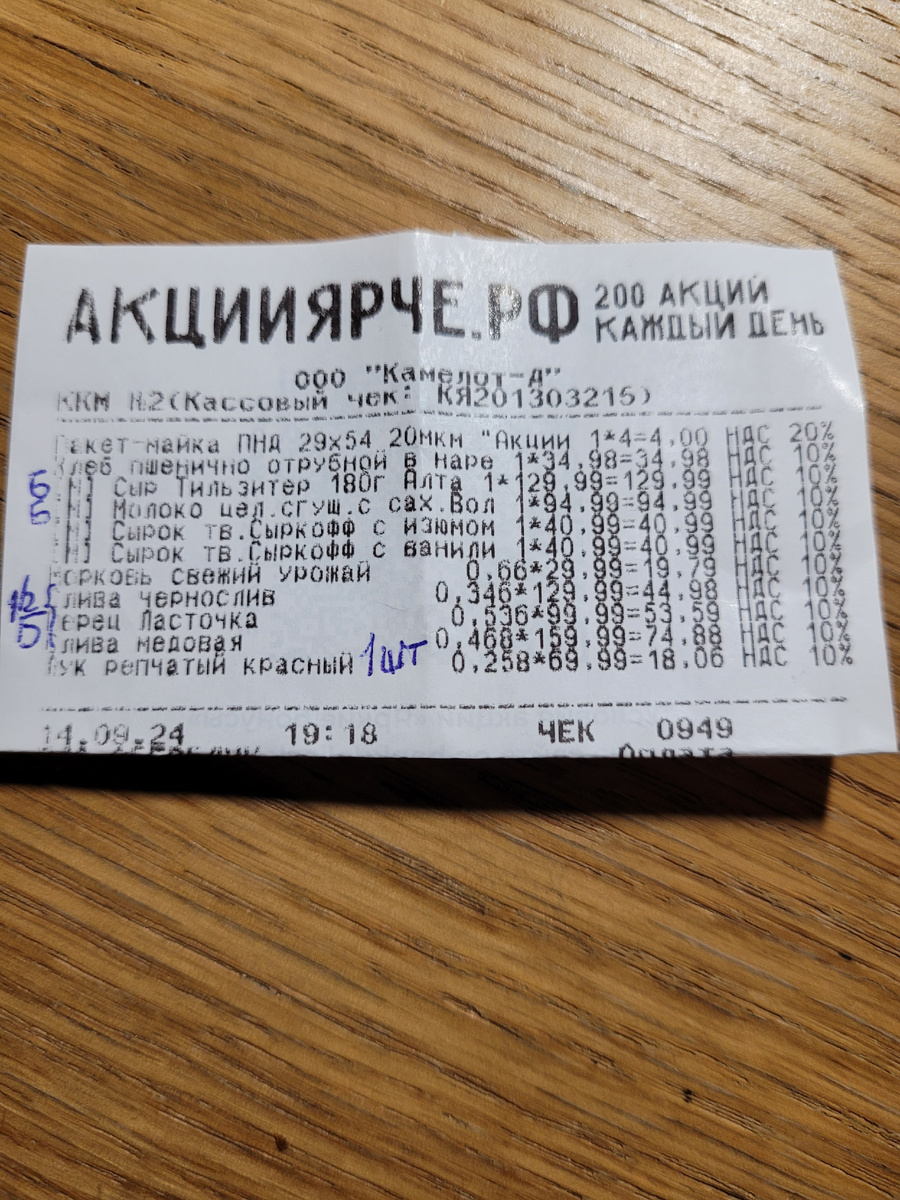 АКЦИИЯРЧЕ.РФ 200 АКЦИЙ КАЖДЫЙ ДЕНЬ
ООО "Камелот-А"
ККМ N2(Кассовый чек: КЯ201303215)
Пакет-майка ПНД 29x54 20мкм "Акции 1*4=4,00 НДС 20%
Хлеб пшенично отрубной в наре 1*34,98=34,98 НДС 10%
Б [M] Сыр Тильзитер 180г Алта 1*129,99=129,99 НДС 10%
Б [M] Молоко цел.сгущ.с сах.Вол 1*94,99=94,99 НДС 10%
[M] Сырок тв.Сыркофф с изюмом 1*40,99=40,99 НДС 10%
[M] Сырок тв.Сыркофф с ванили 1*40,99=40,99 НДС 10%
Морковь свежий урожай 0,66*29,99=19,79 НДС 10%
Слива чернослив 0,346*129,99=44,98 НДС 10%
Перец Ласточка 0,536*99,99=53,59 НДС 10%
Б Слива медовая 0,468*159,99=74,88 НДС 10%
Лук репчатый красный 1шт 0,258*69,99=18,06 НДС 10%
14.09.24 19:18 ЧЕК 0949
Оплата